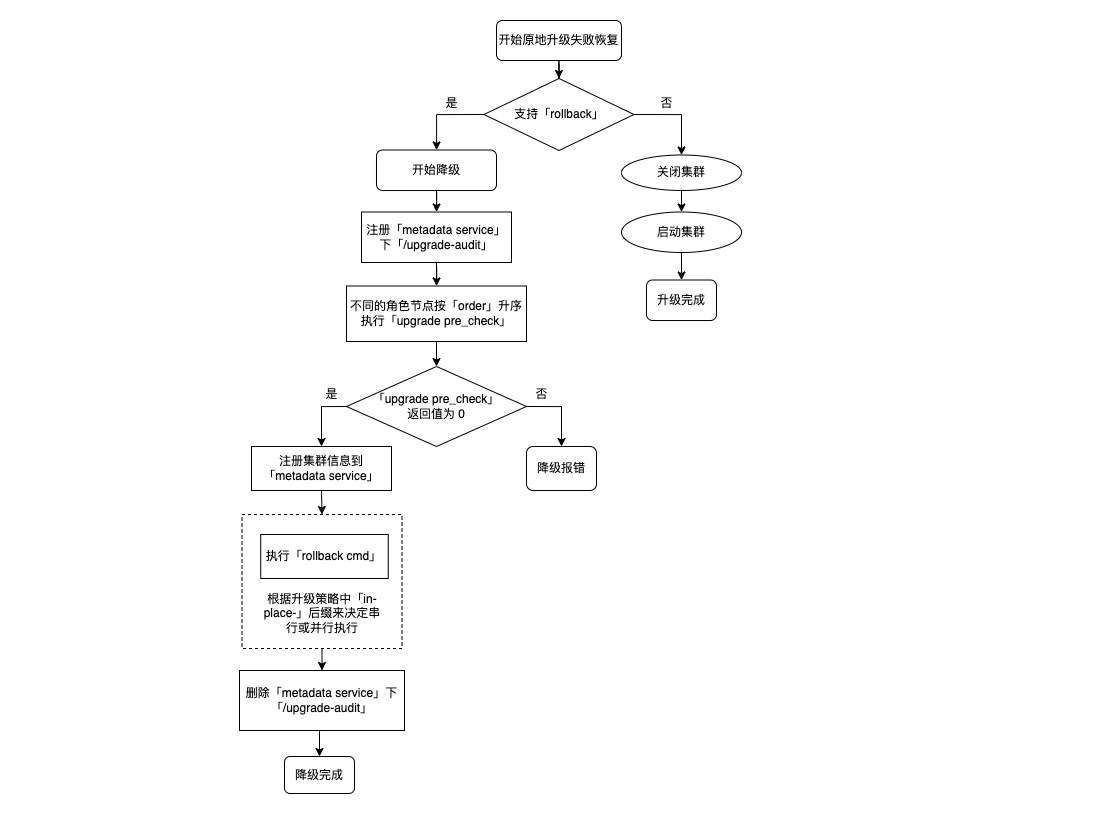 开始原地升级失败恢复
支持「rollback」
是
否
开始降级
关闭集群
注册「metadata service」
下「/upgrade-audit」
启动集群
不同的角色节点按「order」升序
执行「upgrade pre_check」
升级完成
「upgrade pre_check」
返回值为 0
是
否
注册集群信息到
「metadata service」
降级报错
执行「rollback cmd」
根据升级策略中「in-
place-」后缀来决定串
行或并行执行
删除「metadata service」下
「/upgrade-audit」
降级完成